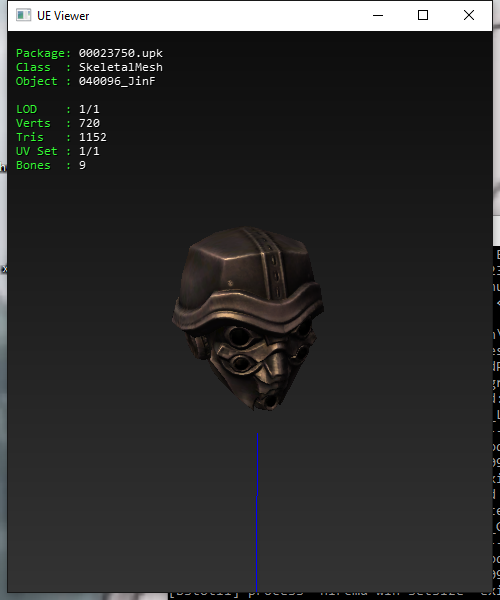 UE Viewer
Package: 00023750.upk
Class : SkeletalMesh
Object : 040096_JinF
LOD : 1/1
Verts : 720
Tris : 1152
UV Set : 1/1
Bones : 9